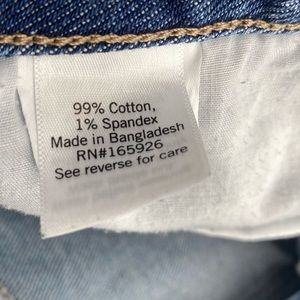 99% Cotton,
1% Spandex
Made in Bangladesh
RN#165926
See reverse for care